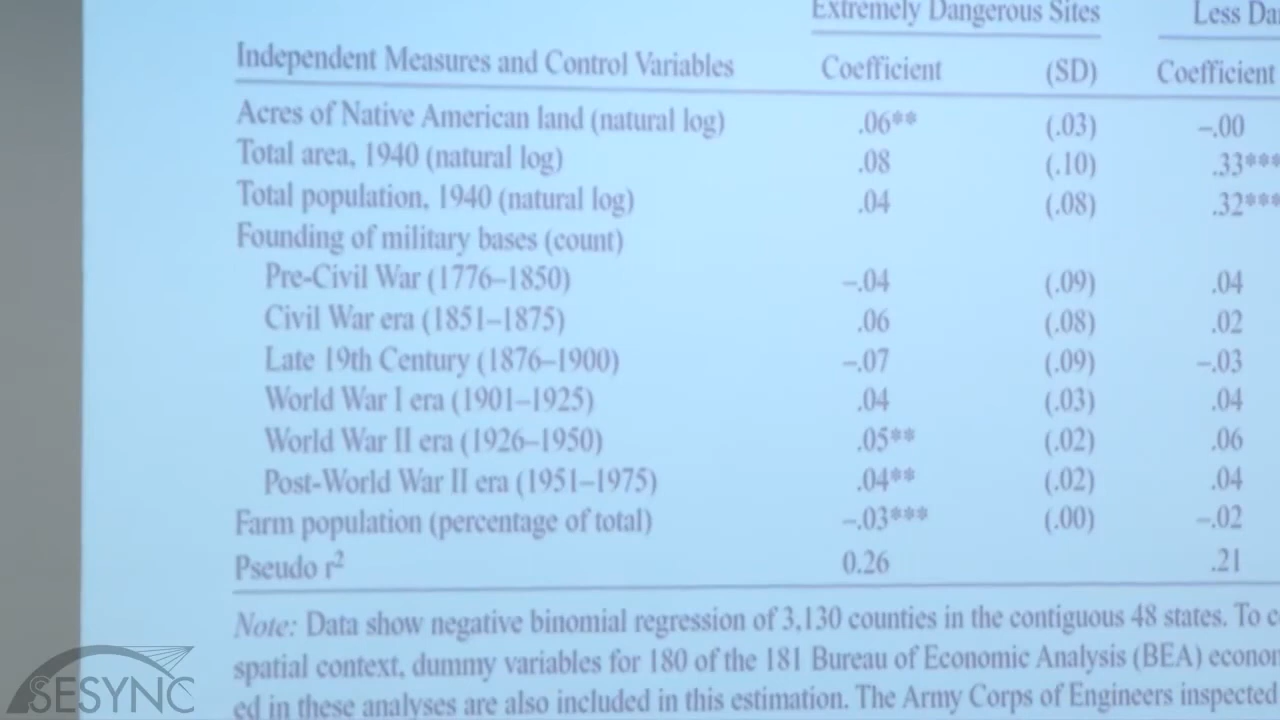 Extremely Dangerous Sites Less
Independent Measures and Control Variables Coefficient (SD) Coefficient
Acres of Native American land (natural log) .06** (.03) –.00
Total area, 1940 (natural log) .08 (.10) .33***
Total population, 1940 (natural log) .04 (.08) .32***
Founding of military bases (count)
Pre-Civil War (1776–1850) –.04 (.09) .04
Civil War era (1851–1875) .06 (.08) .02
Late 19th Century (1876–1900) –.07 (.09) –.03
World War I era (1901–1925) .04 (.03) .04
World War II era (1926–1950) .05** (.02) .06
Post-World War II era (1951–1975) .04** (.02) .04
Farm population (percentage of total) –.03*** (.00) –.02
Pseudo r² 0.26 .21
Note: Data show negative binomial regression of 3,130 counties in the contiguous 48 states. To
spatial context, dummy variables for 180 of the 181 Bureau of Economic Analysis (BEA)
ed in these analyses are also included in this estimation. The Army Corps of Engineers inspected
SESYNC